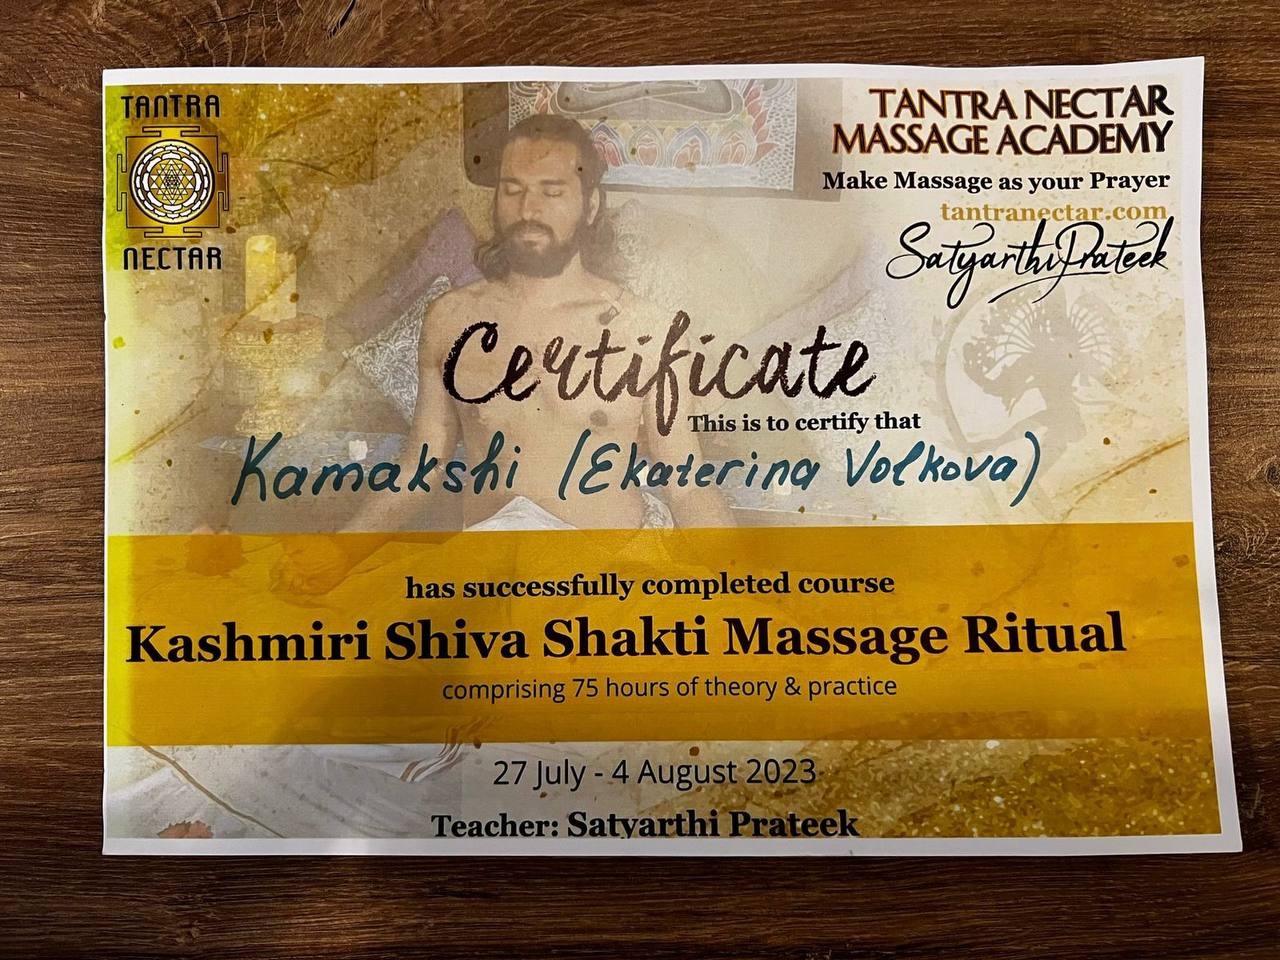 TANTRA
NECTAR
TANTRA NECTAR
MASSAGE ACADEMY
Make Massage as your Prayer
tantranectar.com
Satyarthi Prateek
Certificate
This is to certify that
Kamakshi (Ekaterina Volkova)
has successfully completed course
Kashmiri Shiva Shakti Massage Ritual
comprising 75 hours of theory & practice
27 July - 4 August 2023
Teacher: Satyarthi Prateek